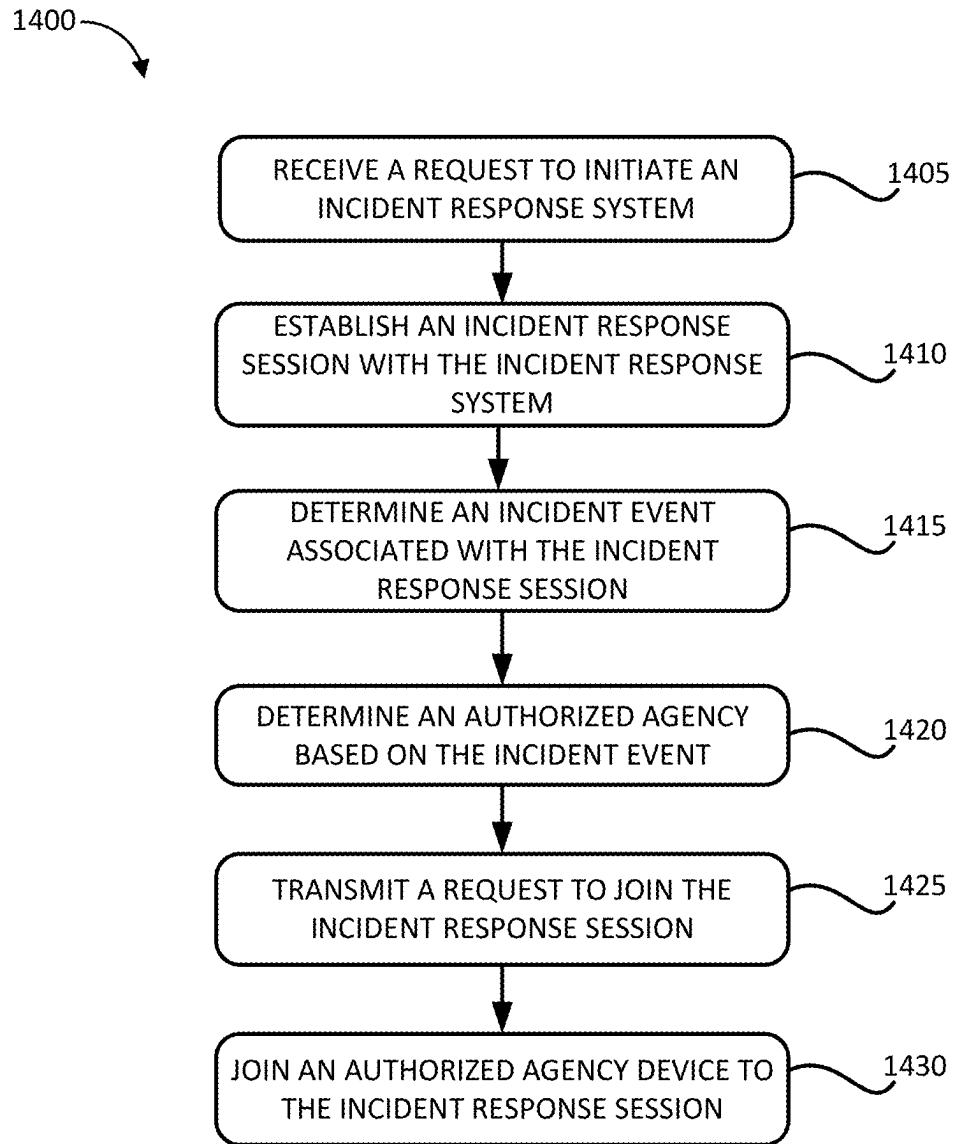 1400
RECEIVE A REQUEST TO INITIATE AN
INCIDENT RESPONSE SYSTEM
1405
ESTABLISH AN INCIDENT RESPONSE
SESSION WITH THE INCIDENT RESPONSE
SYSTEM
1410
DETERMINE AN INCIDENT EVENT
ASSOCIATED WITH THE INCIDENT
RESPONSE SESSION
1415
DETERMINE AN AUTHORIZED AGENCY
BASED ON THE INCIDENT EVENT
1420
TRANSMIT A REQUEST TO JOIN THE
INCIDENT RESPONSE SESSION
1425
JOIN AN AUTHORIZED AGENCY DEVICE TO
THE INCIDENT RESPONSE SESSION
1430